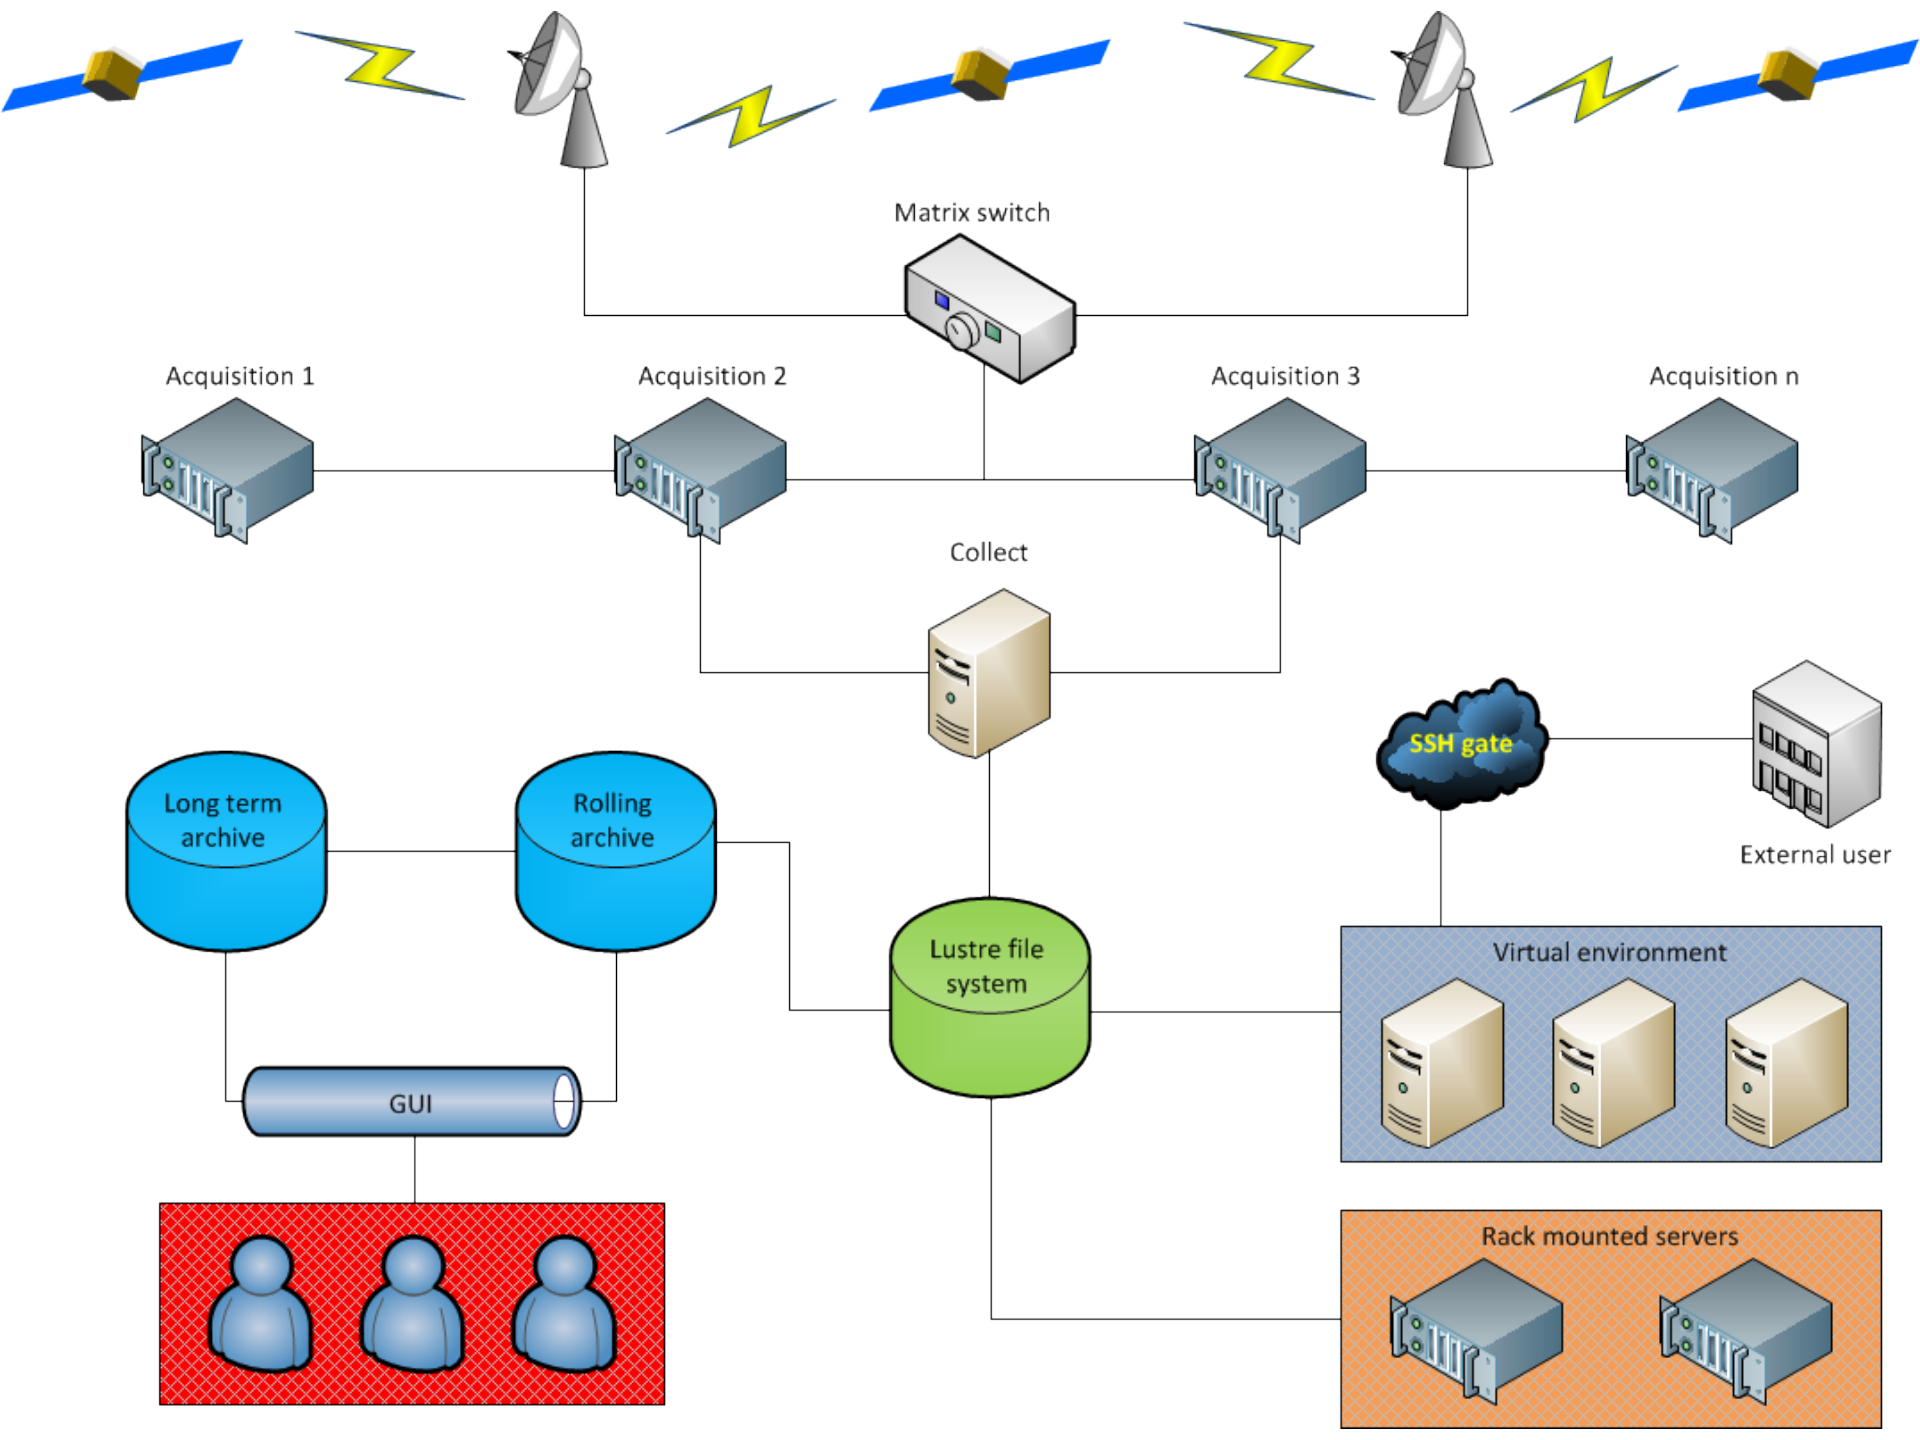 Matrix switch
Acquisition 1
Acquisition 2
Acquisition 3
Acquisition n
Collect
SSH gate
External user
Long term
archive
Rolling
archive
Lustre file
system
Virtual environment
GUI
Rack mounted servers